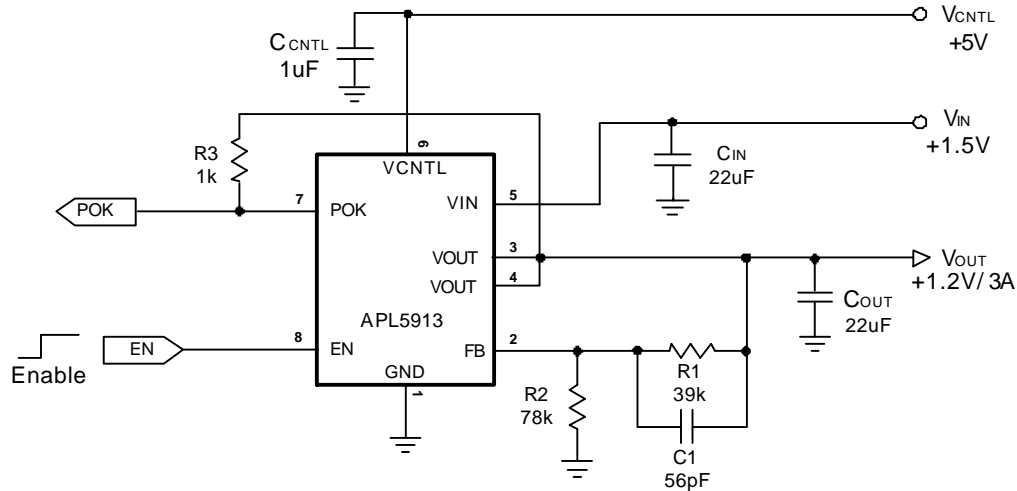 VCNTL
+5V
CCNTL
1uF
VIN
+1.5V
CIN
22uF
R3
1k
6
VCNTL
POK
7
POK
VIN
5
VOUT
3
VOUT
4
VOUT
+1.2V/3A
COUT
22uF
APL5913
Enable
EN
8
EN
FB
2
GND
1
R1
39k
R2
78k
C1
56pF